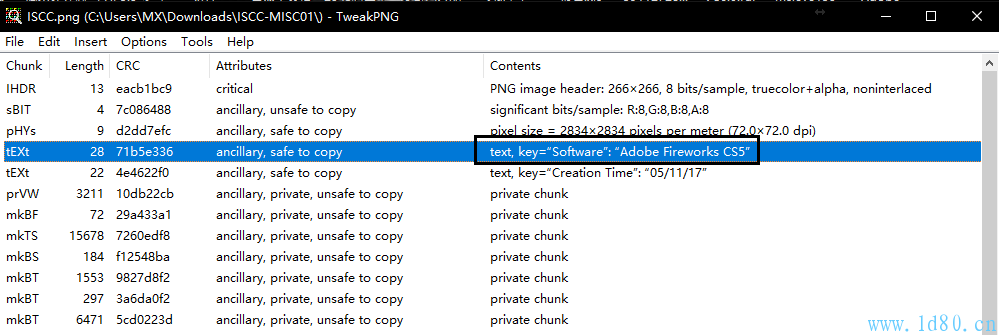 ISCC.png (C:\Users\MX\Downloads\ISCC-MISC01\) - TweakPNG
File Edit Insert Options Tools Help
Chunk Length CRC Attributes Contents
IHDR 13 eacb1bc9 critical PNG image header: 266×266, 8 bits/sample, truecolor+alpha, noninterlaced
sBIT 4 7c086488 ancillary, unsafe to copy significant bits/sample: R:8,G:8,B:8,A:8
pHYs 9 d2dd7efc ancillary, safe to copy pixel size = 2834×2834 pixels per meter (72.0×72.0 dpi)
tEXt 28 71b5e336 ancillary, safe to copy text, key="Software": "Adobe Fireworks CS5"
tEXt 22 4e4622f0 ancillary, safe to copy text, key="Creation Time": "05/11/17"
prVW 3211 10db22cb ancillary, private, unsafe to copy private chunk
mkBF 72 29a433a1 ancillary, private, unsafe to copy private chunk
mkTS 15678 7260edf8 ancillary, private, unsafe to copy private chunk
mkBS 184 f12548ba ancillary, private, unsafe to copy private chunk
mkBT 1553 9827d8f2 ancillary, private, unsafe to copy private chunk
mkBT 297 3a6da0f2 ancillary, private, unsafe to copy private chunk
mkBT 6471 5cd0223d ancillary, private, unsafe to copy private chunk
www.1d80.com